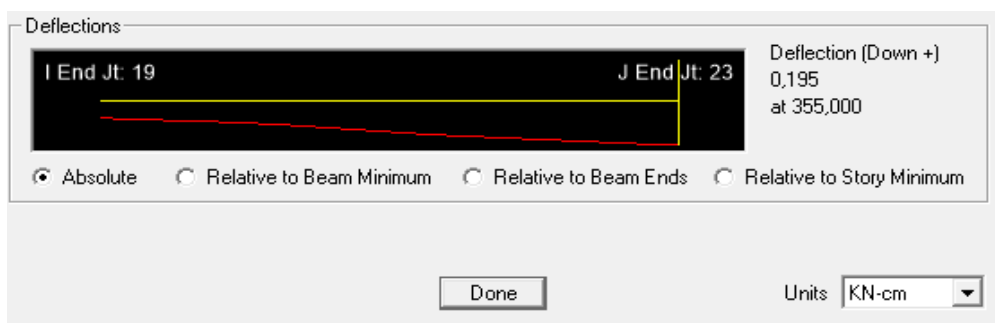 Deflections
I End Jt: 19 J End Jt: 23
Deflection (Down +)
0,195
at 355,000
Absolute Relative to Beam Minimum Relative to Beam Ends Relative to Story Minimum
Done Units KN-cm